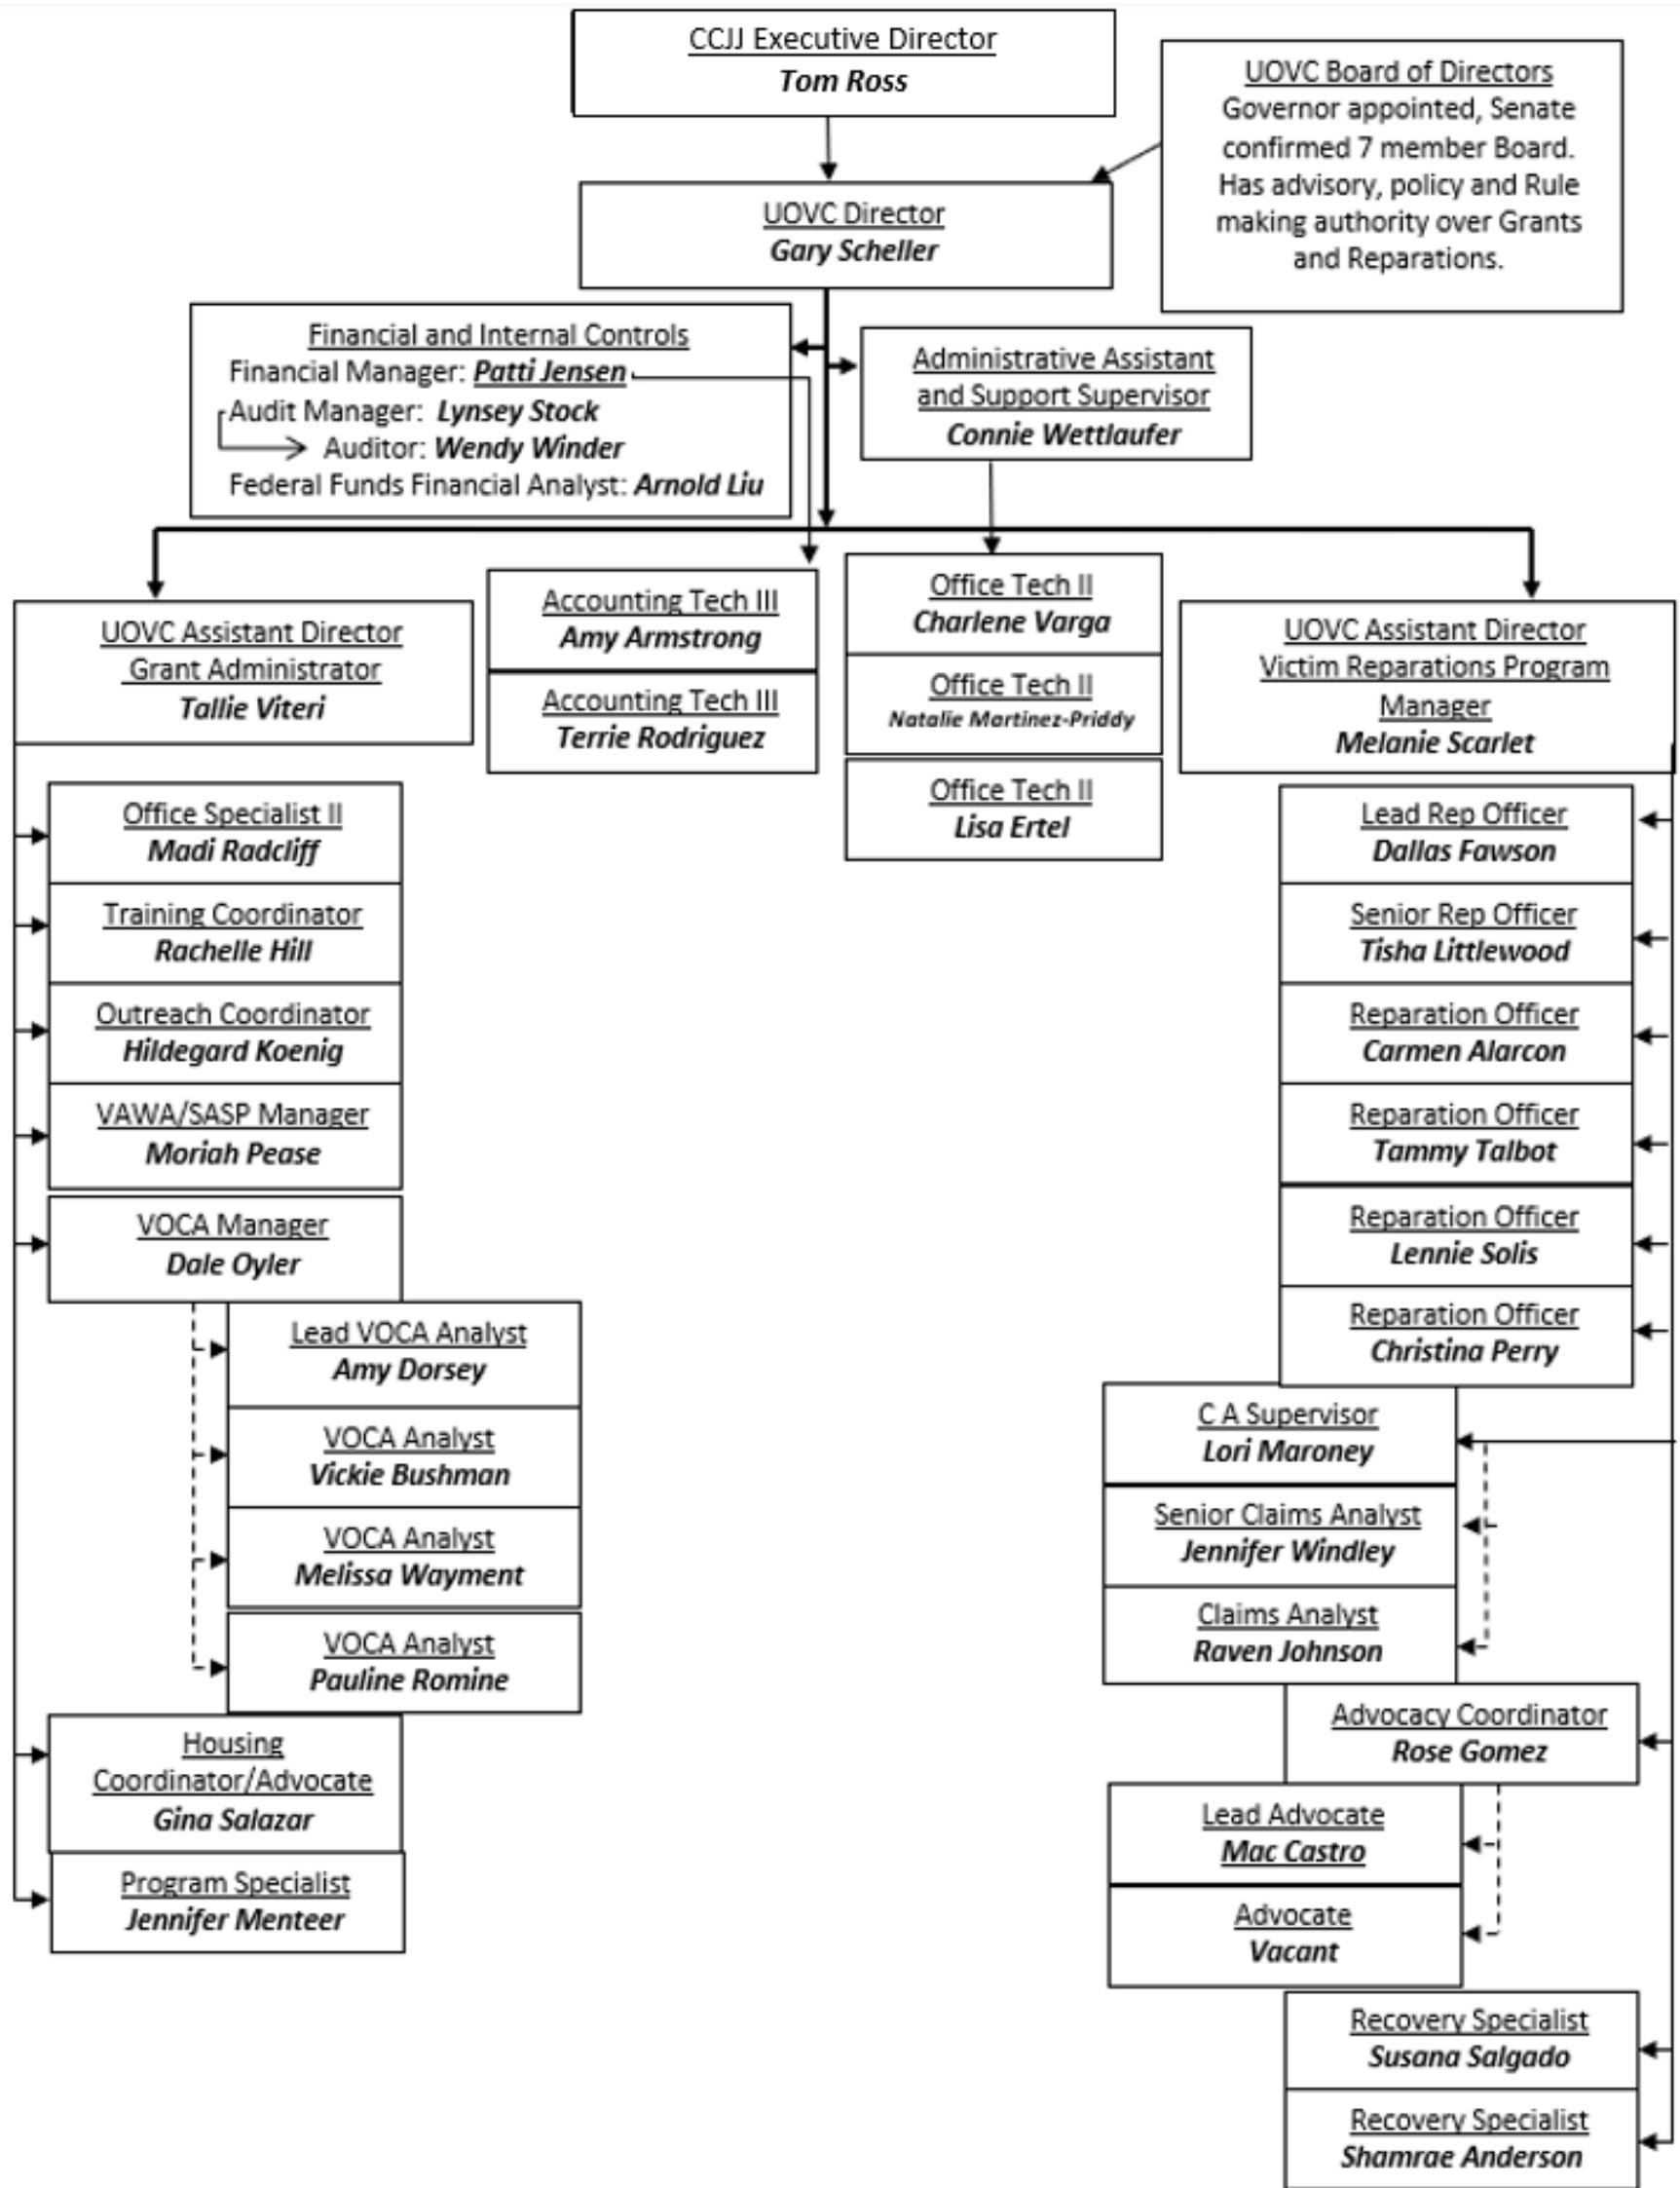 CCJJ Executive Director
Tom Ross
UOVC Board of Directors
Governor appointed, Senate
confirmed 7 member Board.
Has advisory, policy and Rule
making authority over Grants
and Reparations.
UOVC Director
Gary Scheller
Financial and Internal Controls
Financial Manager: Patti Jensen
Audit Manager: Lynsey Stock
Auditor: Wendy Winder
Federal Funds Financial Analyst: Arnold Liu
Administrative Assistant
and Support Supervisor
Connie Wettlaufer
UOVC Assistant Director
Grant Administrator
Tallie Viteri
Accounting Tech III
Amy Armstrong
Accounting Tech III
Terrie Rodriguez
Office Tech II
Charlene Varga
Office Tech II
Natalie Martinez-Priddy
Office Tech II
Lisa Ertel
UOVC Assistant Director
Victim Reparations Program
Manager
Melanie Scarlet
Office Specialist II
Madi Radcliff
Training Coordinator
Rachelle Hill
Outreach Coordinator
Hildegard Koenig
VAWA/SASP Manager
Moriah Pease
VOCA Manager
Dale Oyler
Lead VOCA Analyst
Amy Dorsey
VOCA Analyst
Vickie Bushman
VOCA Analyst
Melissa Wayment
VOCA Analyst
Pauline Romine
Housing
Coordinator/Advocate
Gina Salazar
Program Specialist
Jennifer Menteer
Lead Rep Officer
Dallas Fawson
Senior Rep Officer
Tisha Littlewood
Reparation Officer
Carmen Alarcon
Reparation Officer
Tammy Talbot
Reparation Officer
Lennie Solis
Reparation Officer
Christina Perry
C A Supervisor
Lori Maroney
Senior Claims Analyst
Jennifer Windley
Claims Analyst
Raven Johnson
Advocacy Coordinator
Rose Gomez
Lead Advocate
Mac Castro
Advocate
Vacant
Recovery Specialist
Susana Salgado
Recovery Specialist
Shamrae Anderson